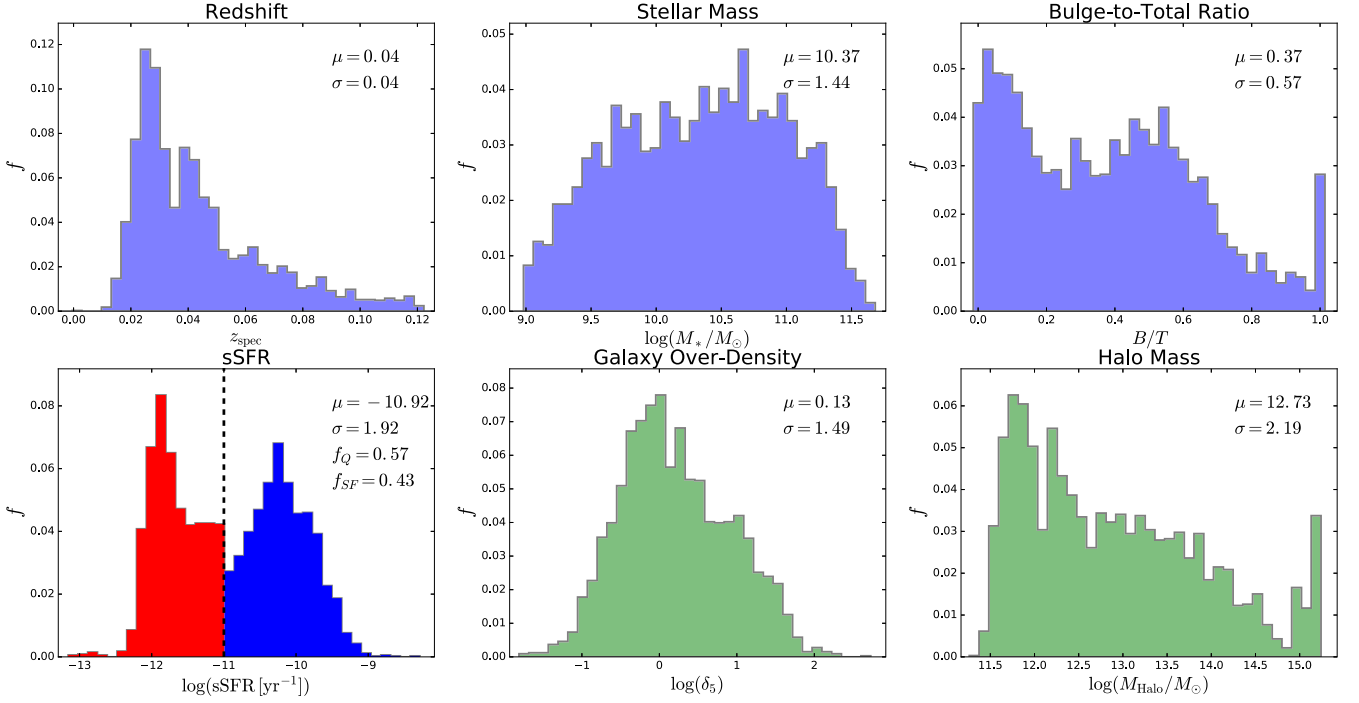 Redshift
0.12
0.10
0.08
0.06
0.04
0.02
0.00
f
μ = 0.04
σ = 0.04
0.00 0.02 0.04 0.06 0.08 0.10 0.12
z_spec
Stellar Mass
0.05
0.04
0.03
0.02
0.01
0.00
f
μ = 10.37
σ = 1.44
9.0 9.5 10.0 10.5 11.0 11.5
log(M_*/M_⊙)
Bulge-to-Total Ratio
0.05
0.04
0.03
0.02
0.01
0.00
f
μ = 0.37
σ = 0.57
0.0 0.2 0.4 0.6 0.8 1.0
B/T
sSFR
0.08
0.06
0.04
0.02
0.00
f
μ = −10.92
σ = 1.92
f_Q = 0.57
f_SF = 0.43
−13 −12 −11 −10 −9
log(sSFR [yr⁻¹])
Galaxy Over-Density
0.08
0.07
0.06
0.05
0.04
0.03
0.02
0.01
0.00
f
μ = 0.13
σ = 1.49
−1 0 1 2
log(δ₅)
Halo Mass
0.06
0.05
0.04
0.03
0.02
0.01
0.00
f
μ = 12.73
σ = 2.19
11.5 12.0 12.5 13.0 13.5 14.0 14.5 15.0
log(M_Halo/M_⊙)